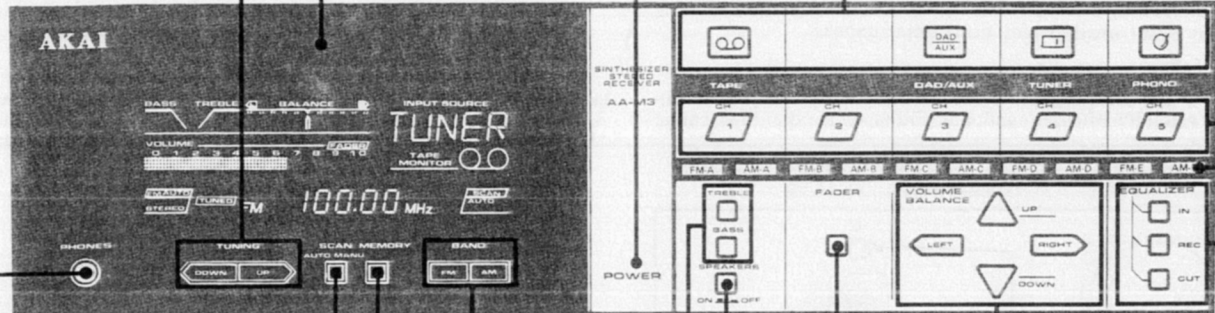 AKAI
BASS TREBLE BALANCE
VOLUME FADER
0 1 2 3 4 5 6 7 8 9 10
INPUT SOURCE
TUNER
TAPE
MONITOR
FM AUTO
STEREO
TUNED
FM 100.00 MHz
SCAN
AUTO
PHONES
TUNING
DOWN UP
SCAN MEMORY
AUTO MANU.
BAND
FM AM
SINTHESIZER
STEREO
RECEIVER
AA-M3
POWER
DAD
AUX
TAPE DAD/AUX TUNER PHONO
CH CH CH CH CH
1 2 3 4 5
FM-A AM-A FM-B AM-B FM-C AM-C FM-D AM-D FM-E
TREBLE
BASS
SPEAKERS
ON OFF
FADER
VOLUME
BALANCE
UP
LEFT RIGHT
DOWN
EQUALIZER
IN
REC
OUT